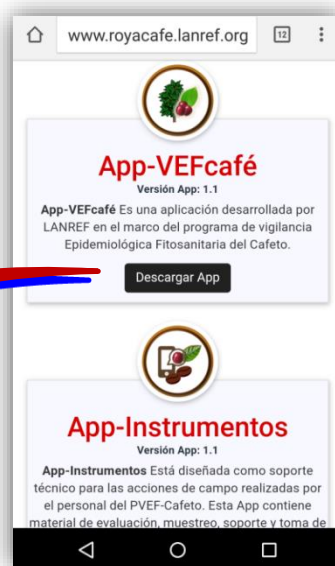 www.royacafe.lanref.org
12
App-VEFcafé
Versión App: 1.1
App-VEFcafé Es una aplicación desarrollada por
LANREF en el marco del programa de vigilancia
Epidemiológica Fitosanitaria del Cafeto.
Descargar App
App-Instrumentos
Versión App: 1.1
App-Instrumentos Está diseñada como soporte
técnico para las acciones de campo realizadas por
el personal del PVEF-Cafeto. Esta App contiene
material de evaluación, muestreo, soporte y toma de